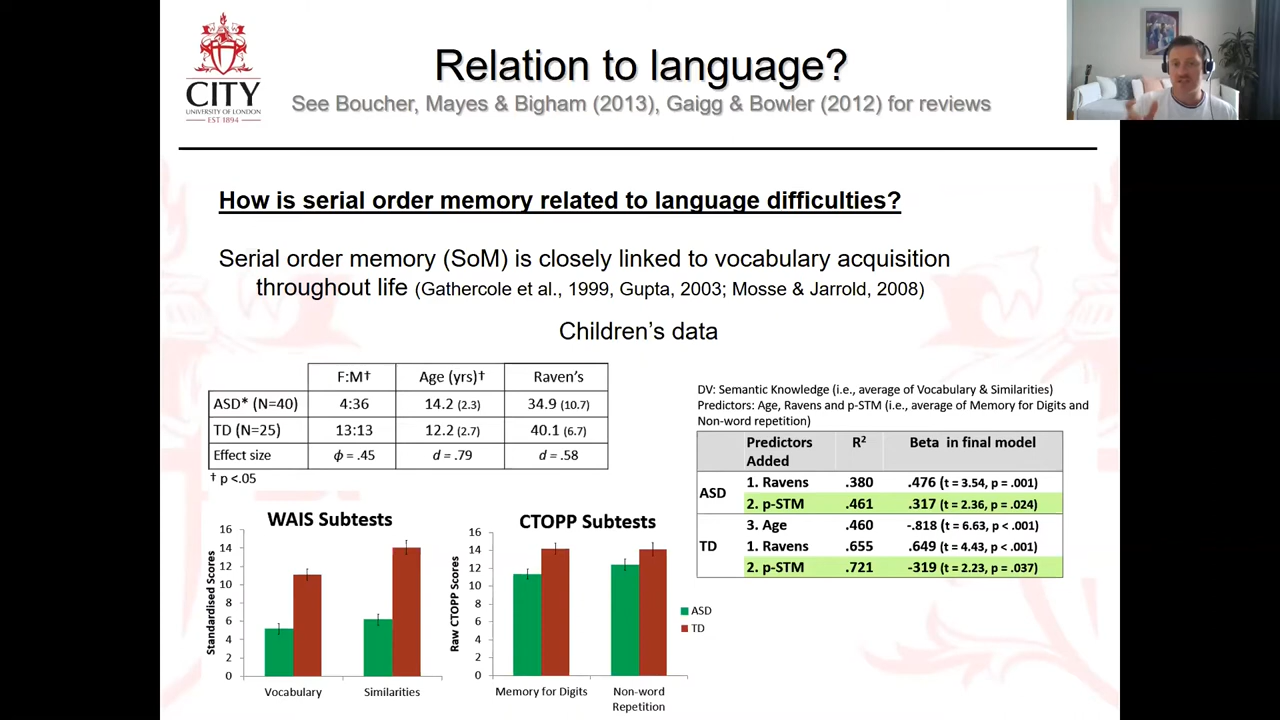 CITY
UNIVERSITY OF LONDON
EST 1894
Relation to language?
See Boucher, Mayes & Bigham (2013), Gaigg & Bowler (2012) for reviews
How is serial order memory related to language difficulties?
Serial order memory (SoM) is closely linked to vocabulary acquisition
throughout life (Gathercole et al., 1999, Gupta, 2003; Mosse & Jarrold, 2008)
Children's data
F:M† Age (yrs)† Raven's
ASD* (N=40) 4:36 14.2 (2.3) 34.9 (10.7)
TD (N=25) 13:13 12.2 (2.7) 40.1 (6.7)
Effect size ϕ = .45 d = .79 d = .58
† p <.05
DV: Semantic Knowledge (i.e., average of Vocabulary & Similarities)
Predictors: Age, Ravens and p-STM (i.e., average of Memory for Digits and
Non-word repetition)
Predictors Added R² Beta in final model
ASD
1. Ravens .380 .476 (t = 3.54, p = .001)
2. p-STM .461 .317 (t = 2.36, p = .024)
TD
3. Age .460 -.818 (t = 6.63, p < .001)
1. Ravens .655 .649 (t = 4.43, p < .001)
2. p-STM .721 -319 (t = 2.23, p = .037)
WAIS Subtests
Standardised Scores
16
14
12
10
8
6
4
2
0
Vocabulary Similarities
CTOPP Subtests
Raw CTOPP Scores
16
14
12
10
8
6
4
2
0
Memory for Digits Non-word
Repetition
ASD
TD